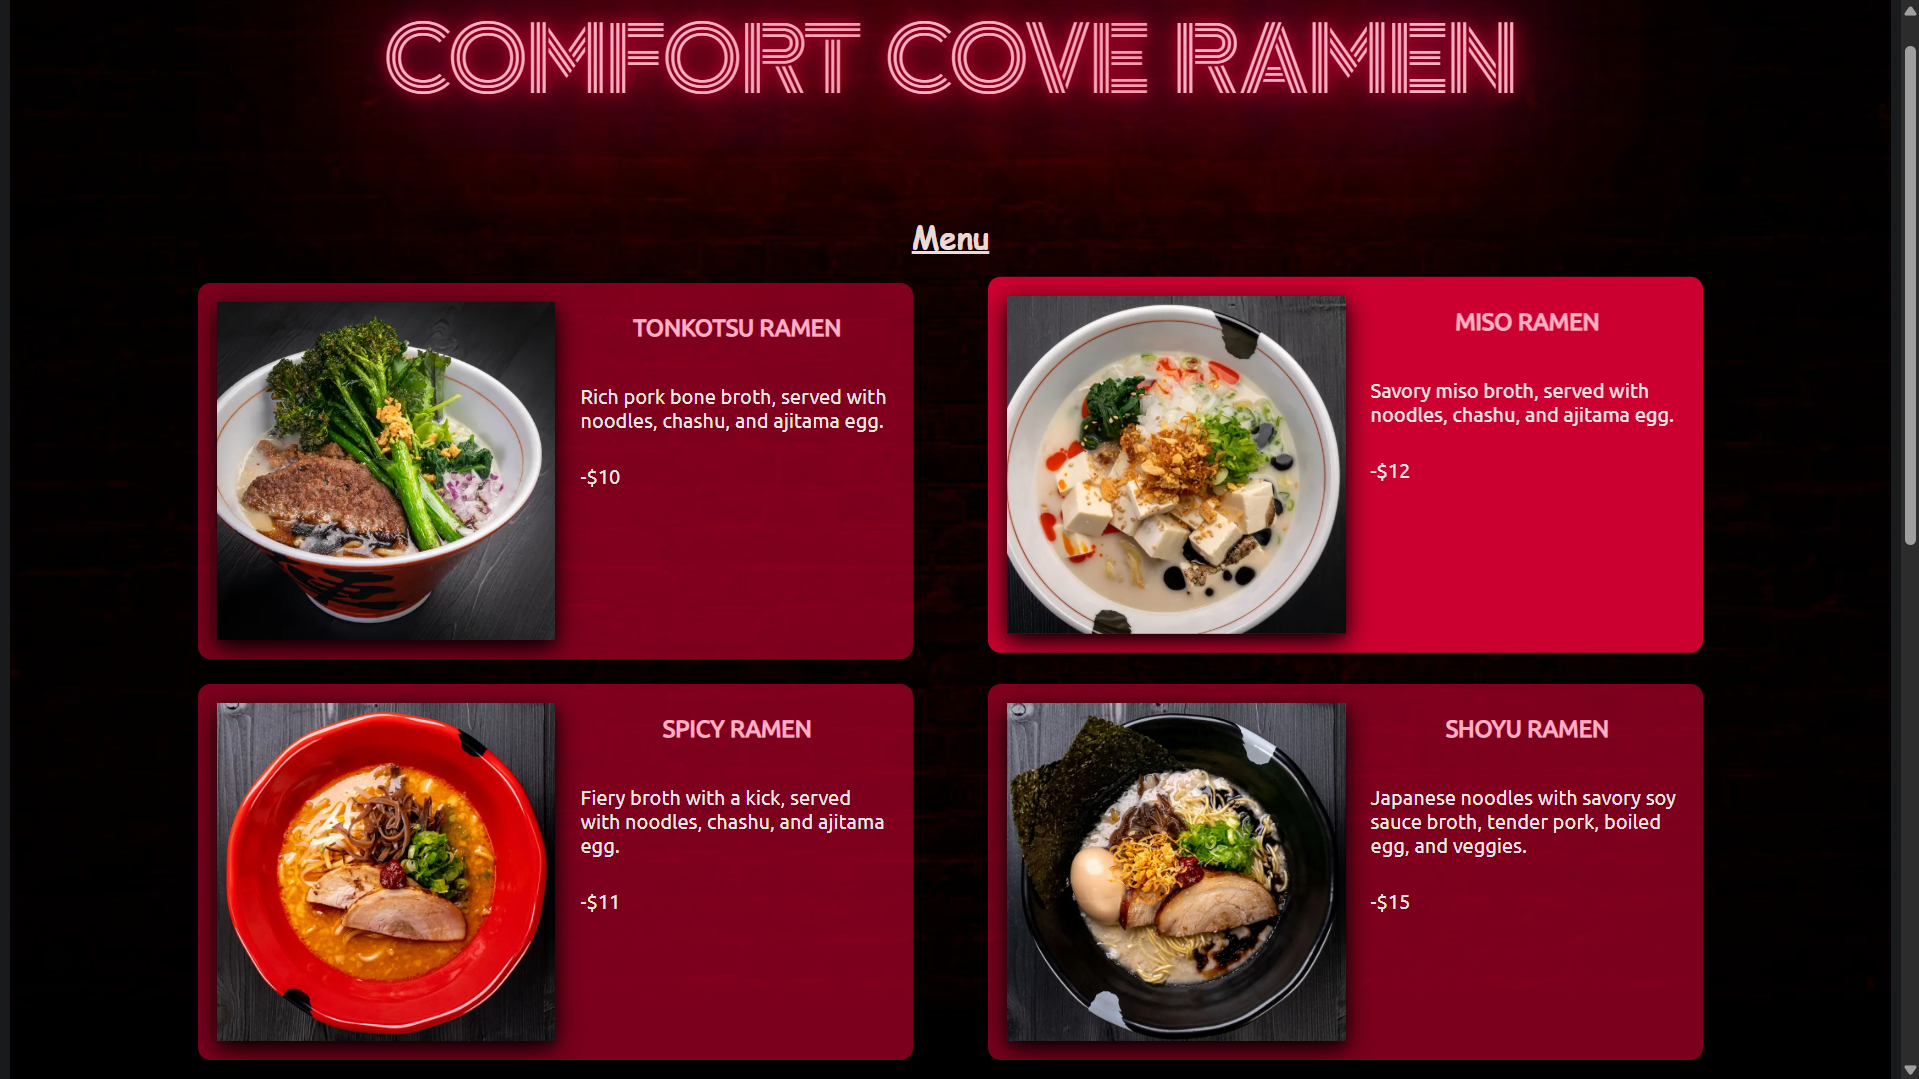 COMFORT COVE RAMEN
Menu
TONKOTSU RAMEN
Rich pork bone broth, served with
noodles, chashu, and ajitama egg.
-$10
MISO RAMEN
Savory miso broth, served with
noodles, chashu, and ajitama egg.
-$12
SPICY RAMEN
Fiery broth with a kick, served
with noodles, chashu, and ajitama
egg.
-$11
SHOYU RAMEN
Japanese noodles with savory soy
sauce broth, tender pork, boiled
egg, and veggies.
-$15